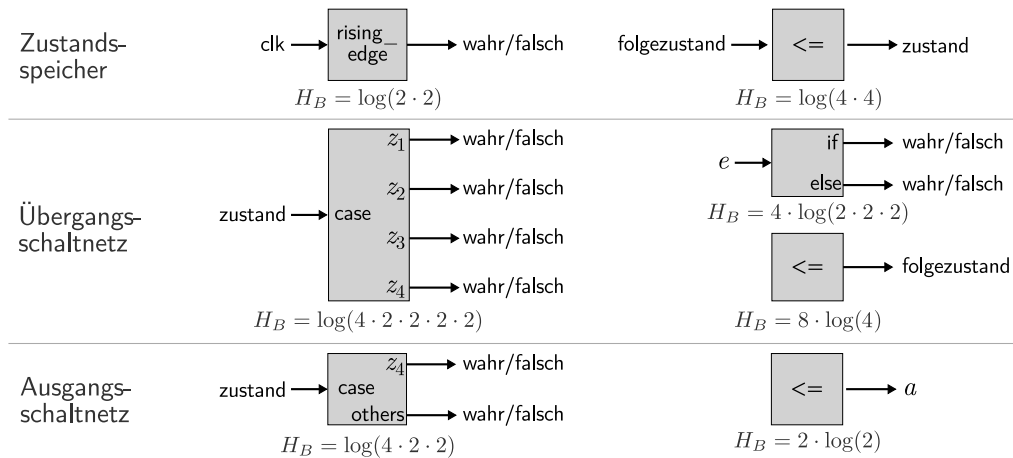 Zustands-
speicher
clk
rising_
edge
wahr/falsch
H_B = log(2 · 2)
folgezustand
<=
zustand
H_B = log(4 · 4)
Übergangs-
schaltnetz
zustand
case
z_1
wahr/falsch
z_2
wahr/falsch
z_3
wahr/falsch
z_4
wahr/falsch
H_B = log(4 · 2 · 2 · 2 · 2)
e
if
wahr/falsch
else
wahr/falsch
H_B = 4 · log(2 · 2 · 2)
<=
folgezustand
H_B = 8 · log(4)
Ausgangs-
schaltnetz
zustand
case
z_4
wahr/falsch
others
wahr/falsch
H_B = log(4 · 2 · 2)
<=
a
H_B = 2 · log(2)